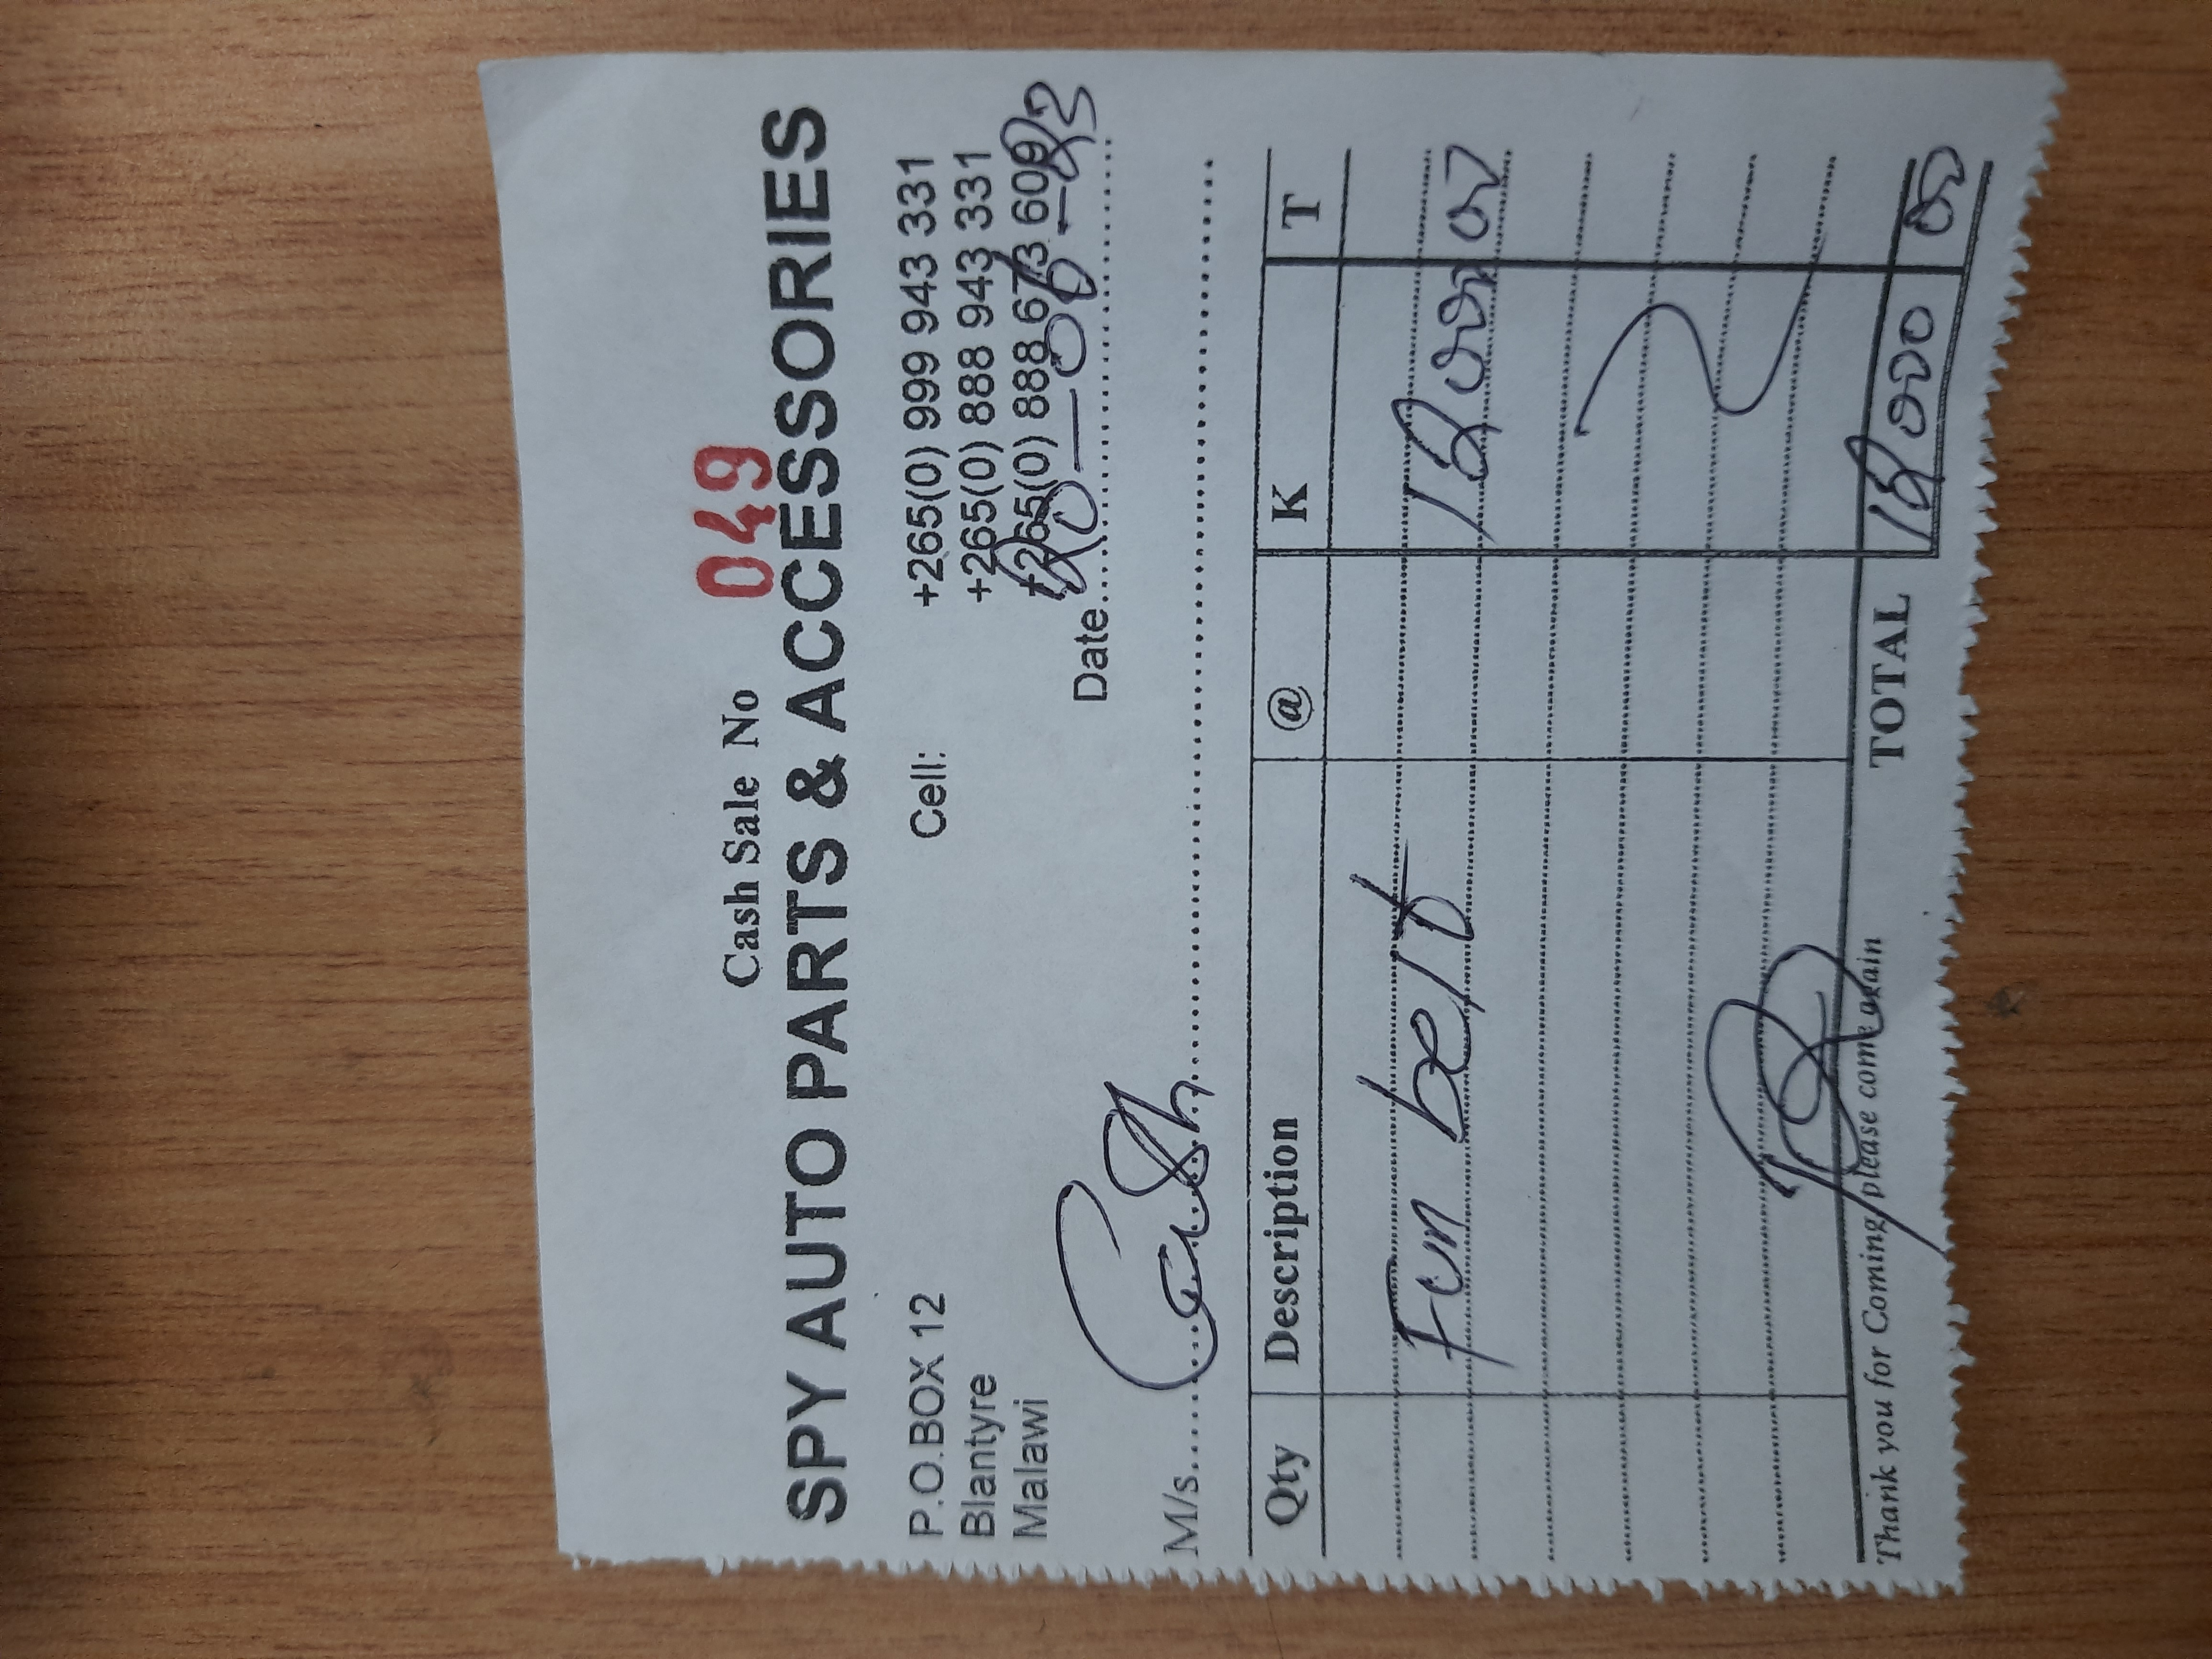 Cash Sale No 049
SPY AUTO PARTS & ACCESSORIES
P.O.BOX 12 Cell: +265(0) 999 943 331
Blantyre +265(0) 888 943 331
Malawi +265(0) 888 673 609
Date 20-06-23
M/s Cash
Qty Description @ K T
Fun belt 12000 00
Thank you for Coming, please come again TOTAL 12000 00